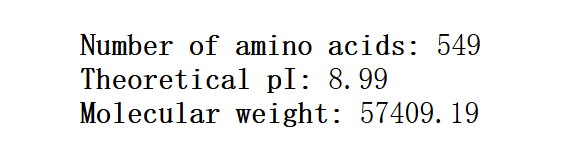 Number of amino acids: 549
Theoretical pI: 8.99
Molecular weight: 57409.19